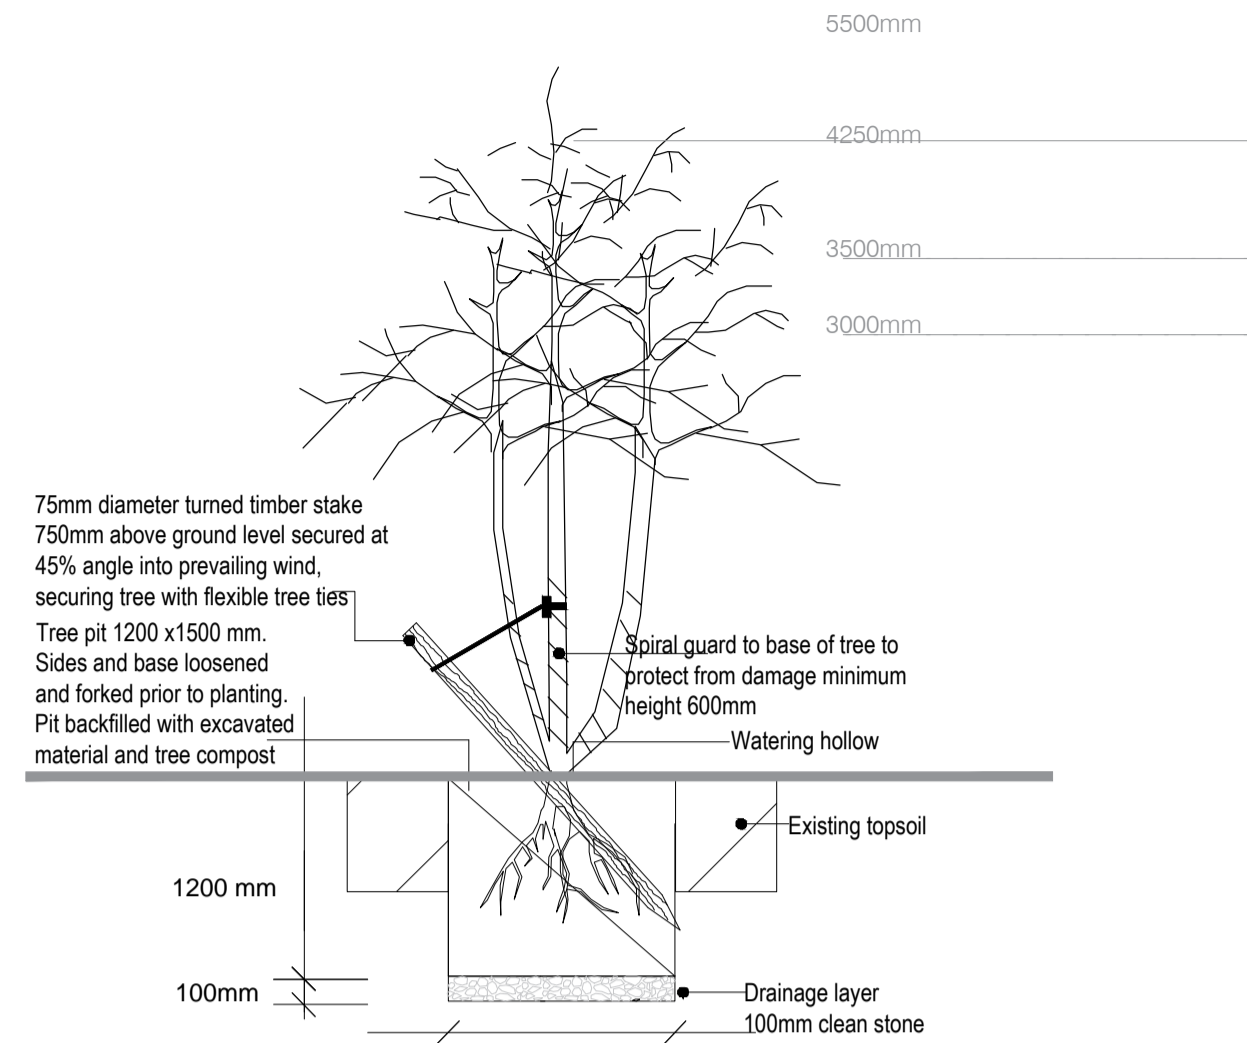 5500mm
4250mm
3500mm
3000mm
75mm diameter turned timber stake
750mm above ground level secured at
45% angle into prevailing wind,
securing tree with flexible tree ties
Tree pit 1200 x1500 mm.
Sides and base loosened
and forked prior to planting.
Pit backfilled with excavated
material and tree compost
Spiral guard to base of tree to
protect from damage minimum
height 600mm
Watering hollow
Existing topsoil
1200 mm
100mm
Drainage layer
100mm clean stone